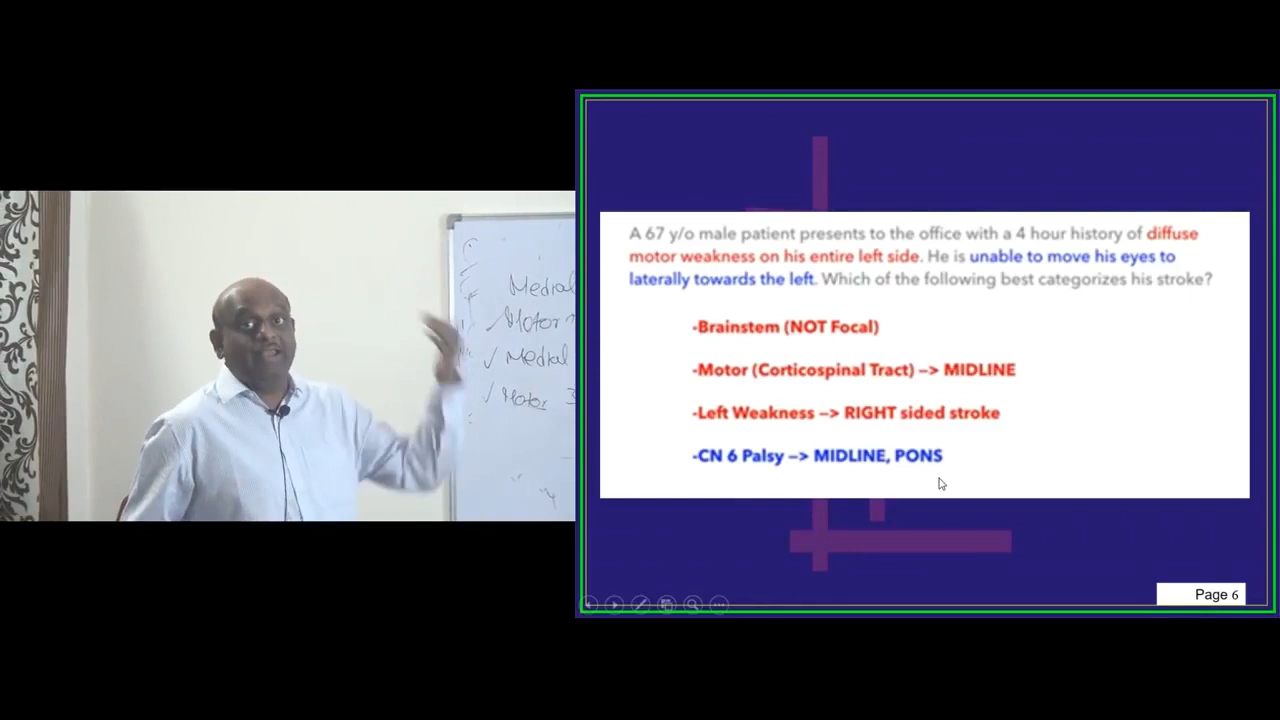 Medial
Motor
Medial
Motor
A 67 y/o male patient presents to the office with a 4 hour history of diffuse
motor weakness on his entire left side. He is unable to move his eyes to
laterally towards the left. Which of the following best categorizes his stroke?
-Brainstem (NOT Focal)
-Motor (Corticospinal Tract) —> MIDLINE
-Left Weakness —> RIGHT sided stroke
-CN 6 Palsy —> MIDLINE, PONS
Page 6